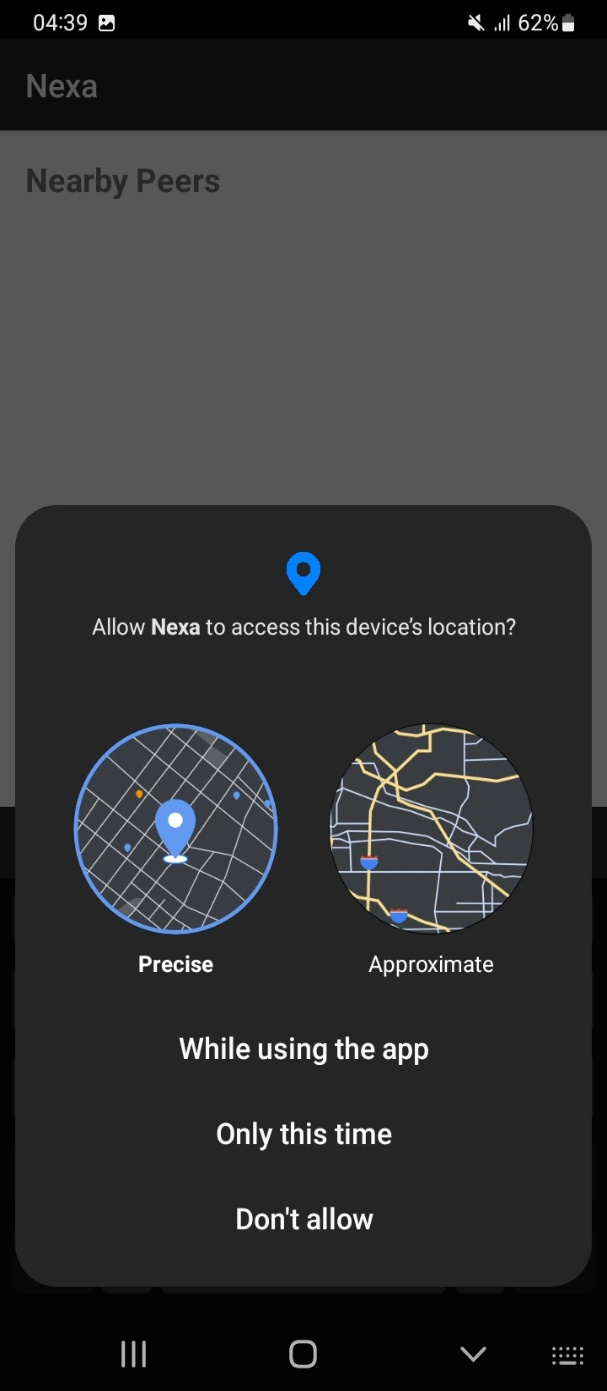 04:39 62%
Nexa
Nearby Peers
Allow Nexa to access this device's location?
Precise Approximate
While using the app
Only this time
Don't allow